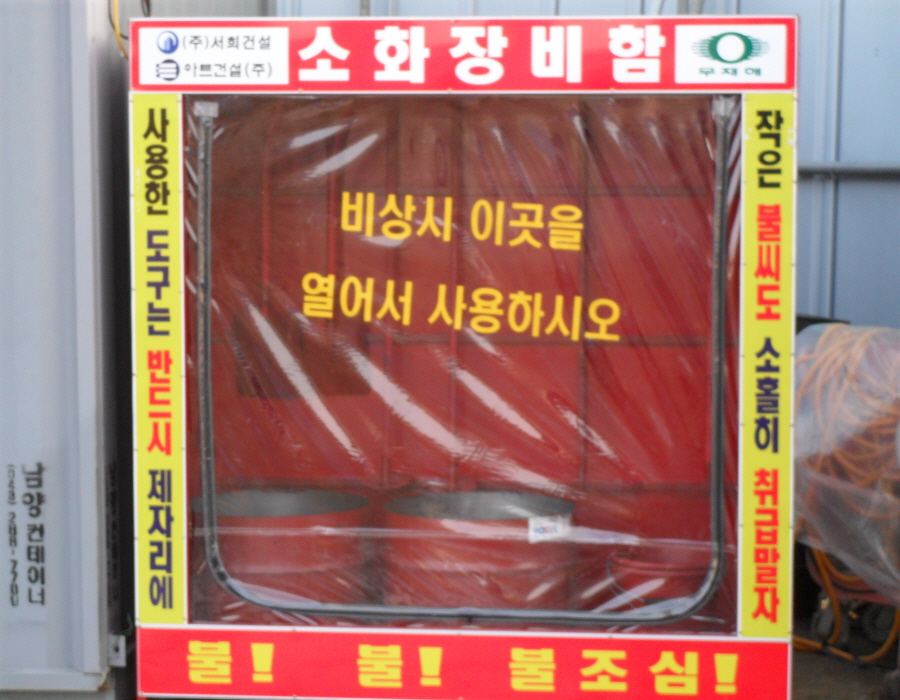 (주)서희건설
아트건설(주)
소화장비함
무재해
사용한 도구는 반드시 제자리에
비상시 이곳을
열어서 사용하시오
작은 불씨도 소홀히 취급말자
불! 불! 불조심!
남양컨테이너